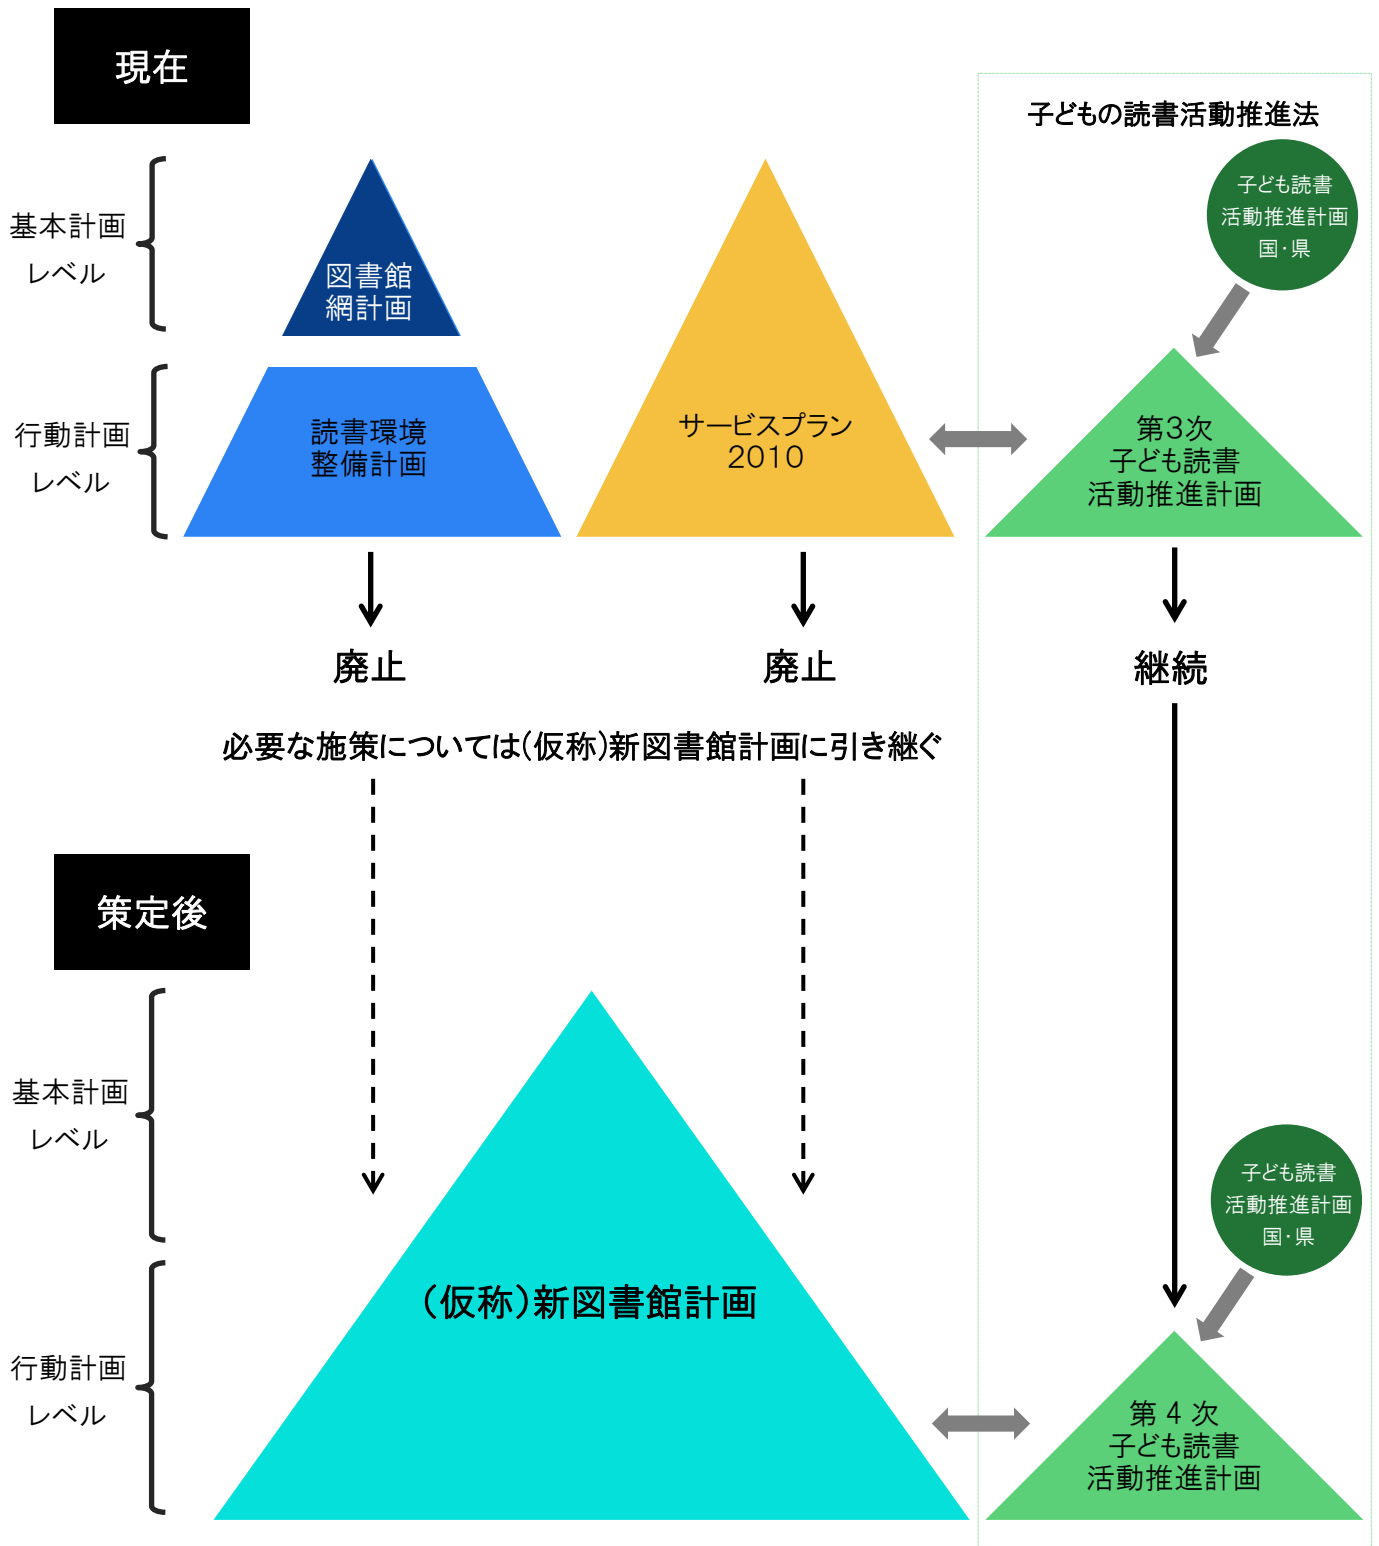 現在
子どもの読書活動推進法
子ども読書
活動推進計画
国・県
基本計画
レベル
図書館
網計画
行動計画
レベル
読書環境
整備計画
サービスプラン
2010
第3次
子ども読書
活動推進計画
廃止
廃止
継続
必要な施策については(仮称)新図書館計画に引き継ぐ
策定後
基本計画
レベル
子ども読書
活動推進計画
国・県
(仮称)新図書館計画
行動計画
レベル
第 4 次
子ども読書
活動推進計画